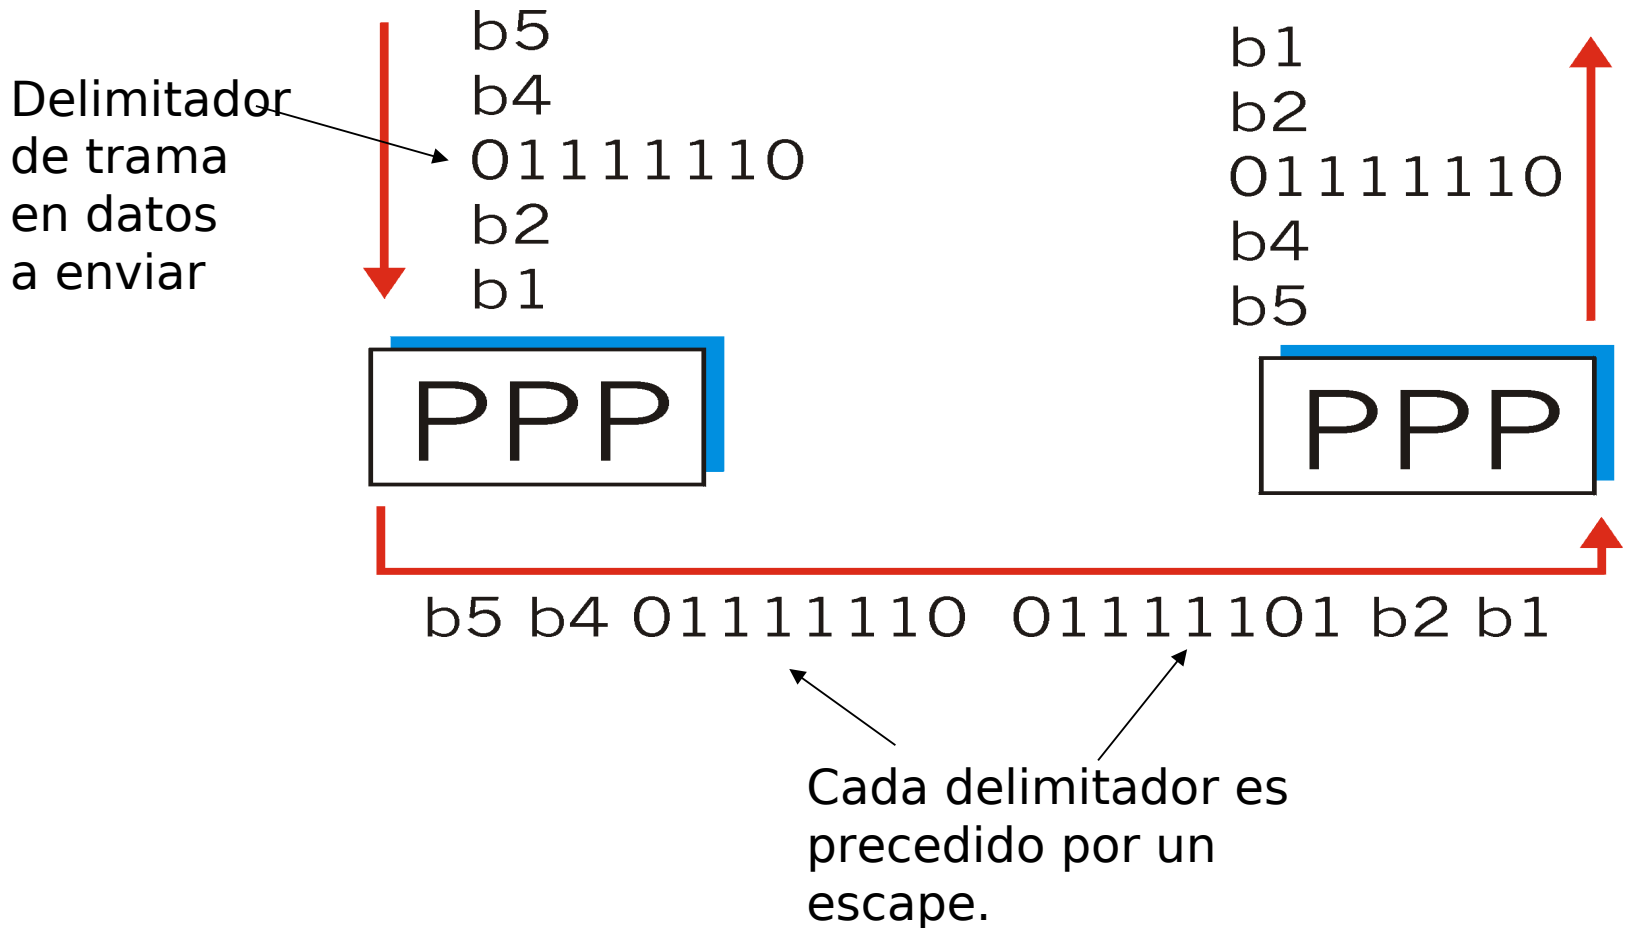 Delimitador
de trama
en datos
a enviar
b5
b4
01111110
b2
b1
b1
b2
01111110
b4
b5
PPP
PPP
b5 b4 01111110 01111101 b2 b1
Cada delimitador es
precedido por un
escape.